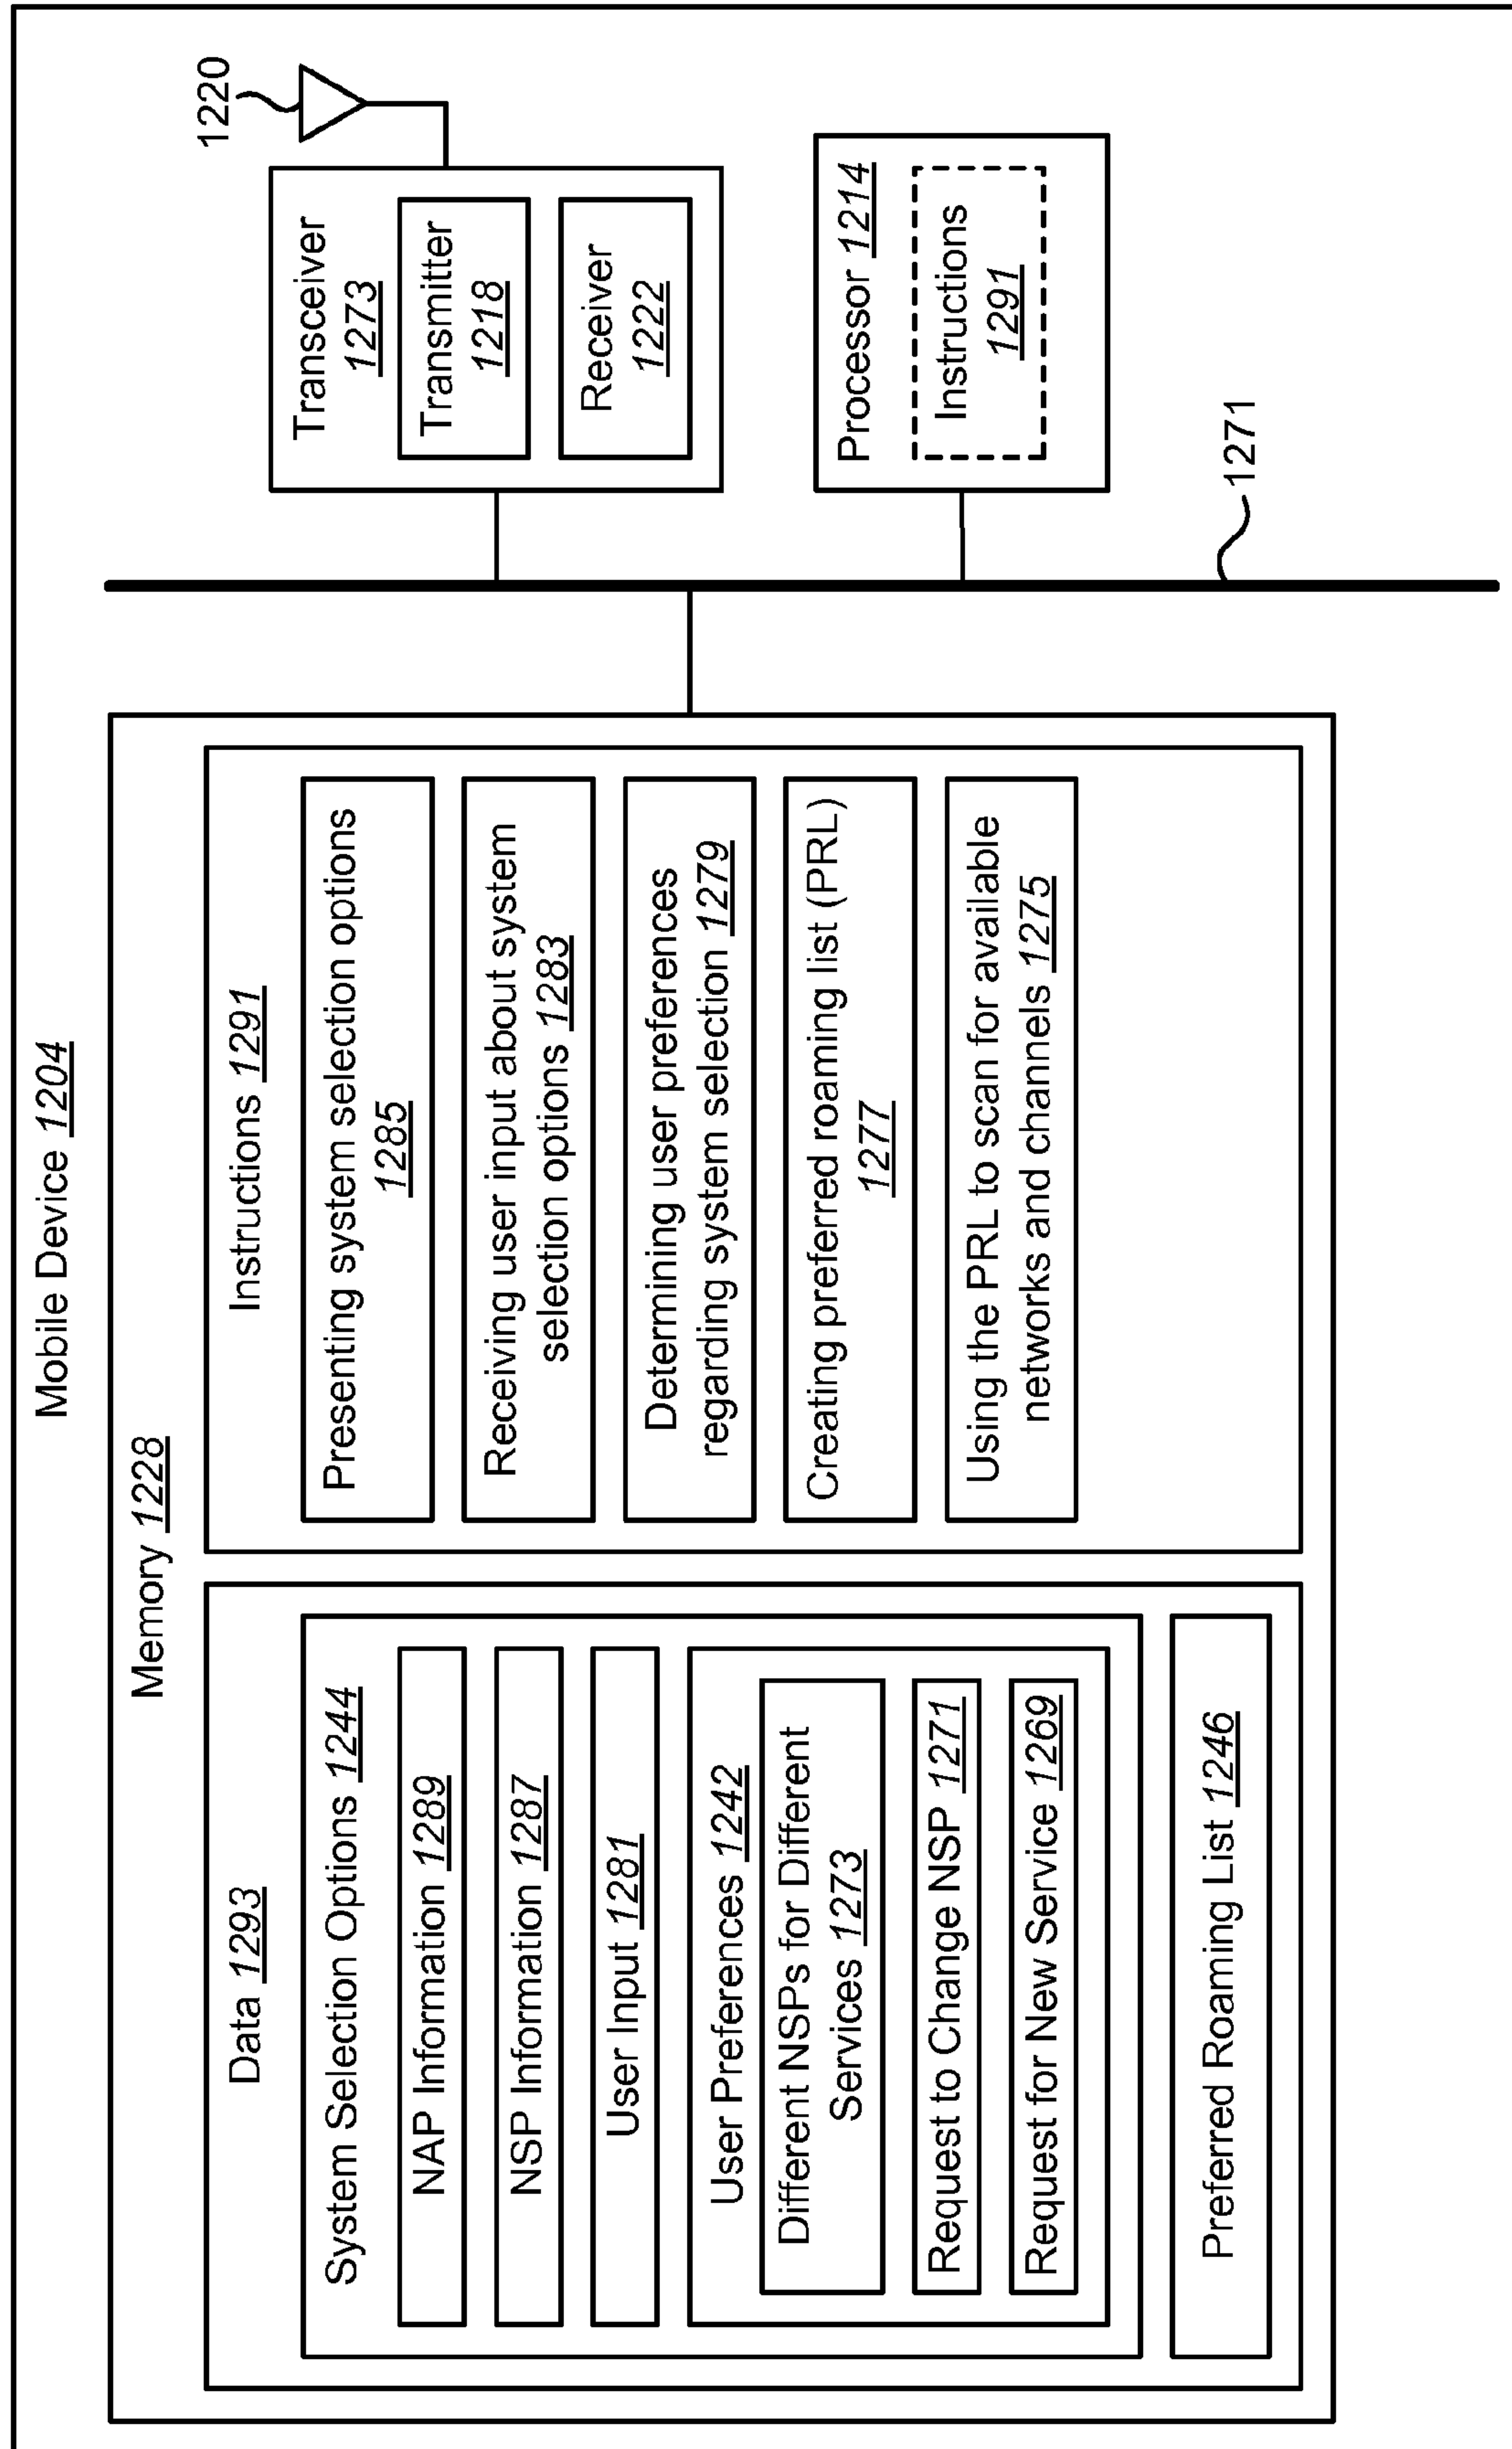 Mobile Device 1204
Memory 1228
Data 1293
System Selection Options 1244
NAP Information 1289
NSP Information 1287
User Input 1281
User Preferences 1242
Different NSPs for Different
Services 1273
Request to Change NSP 1271
Request for New Service 1269
Preferred Roaming List 1246
Instructions 1291
Presenting system selection options
1285
Receiving user input about system
selection options 1283
Determining user preferences
regarding system selection 1279
Creating preferred roaming list (PRL)
1277
Using the PRL to scan for available
networks and channels 1275
Transceiver
1273
Transmitter
1218
Receiver
1222
1220
Processor 1214
Instructions
1291
1271